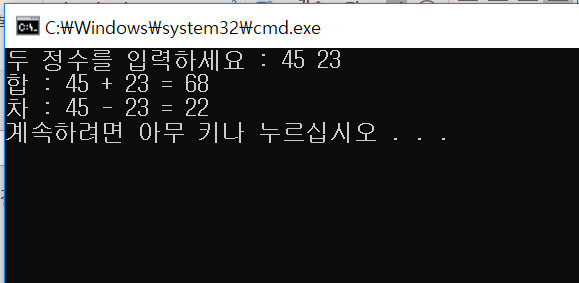 C:\Windows\system32\cmd.exe
두 정수를 입력하세요 : 45 23
합 : 45 + 23 = 68
차 : 45 - 23 = 22
계속하려면 아무 키나 누르십시오 . . .